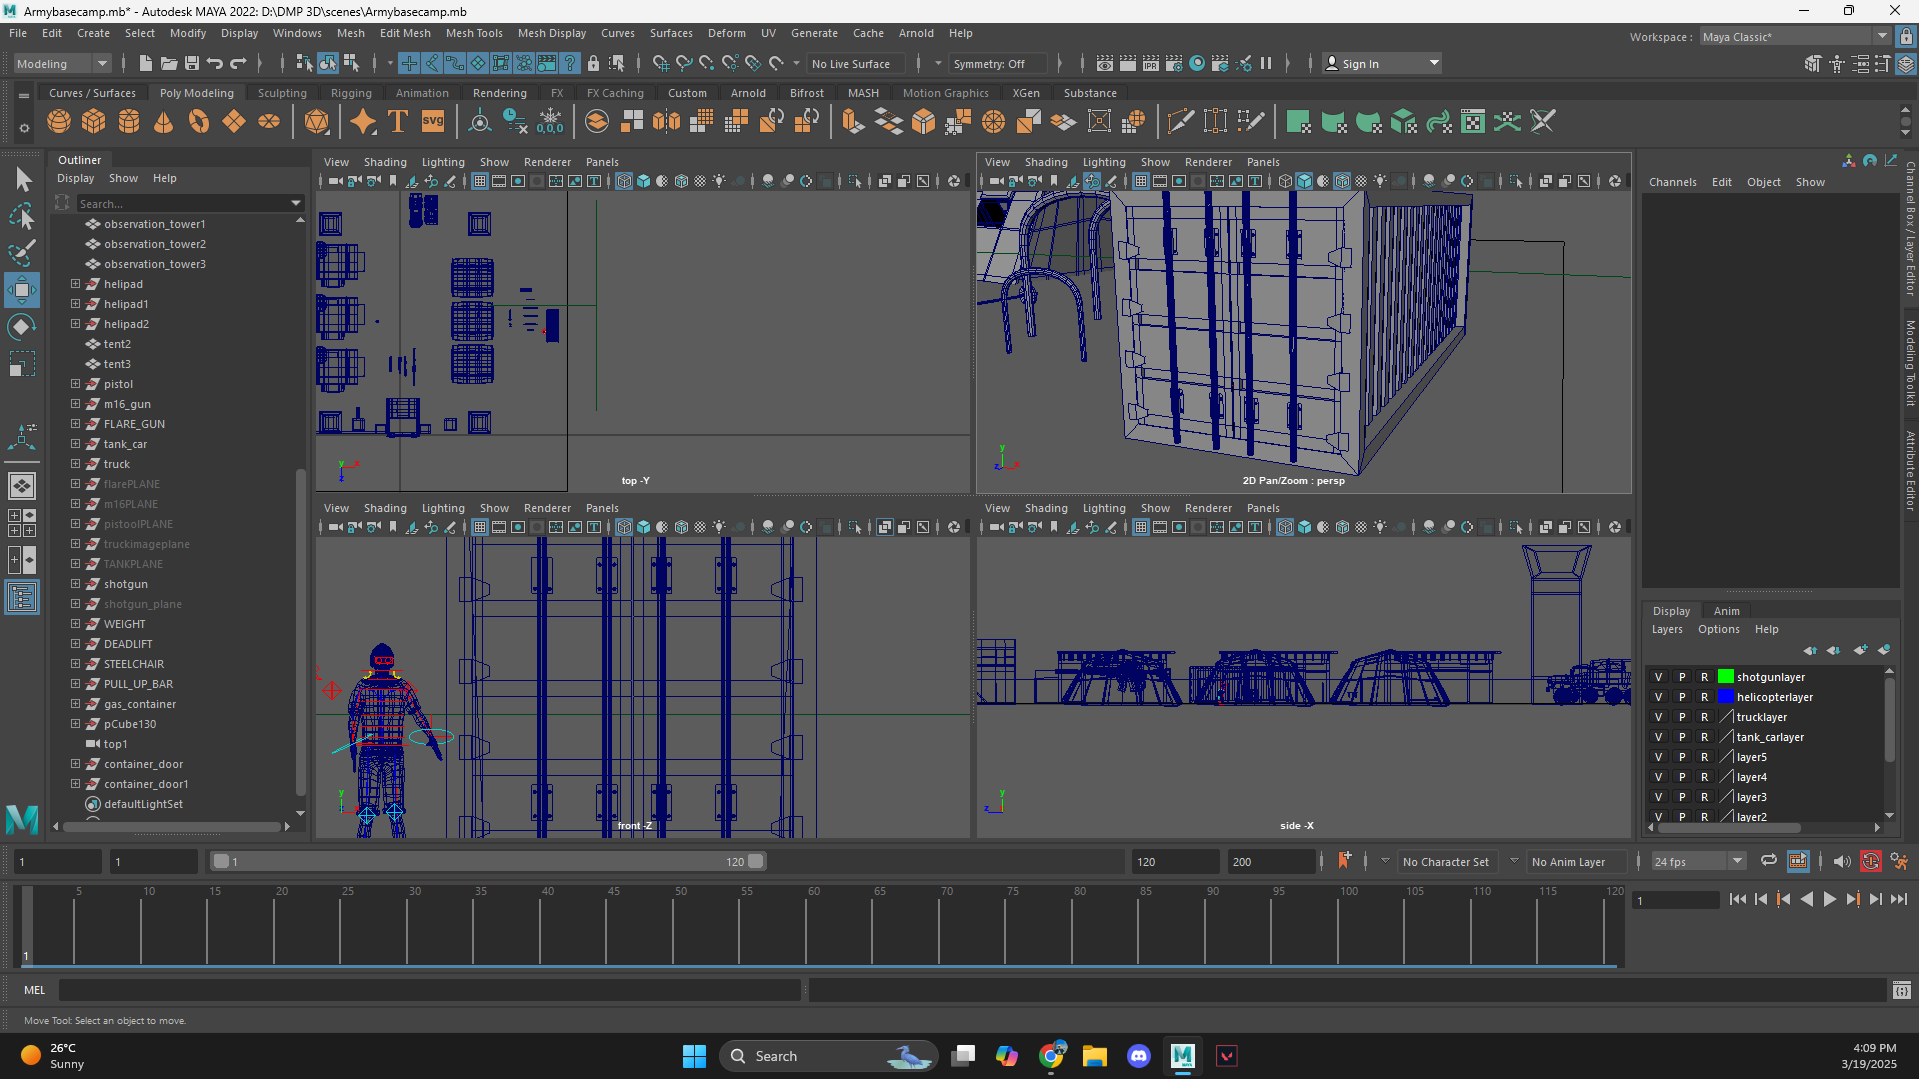 Armybasecamp.mb* - Autodesk MAYA 2022: D:\DMP 3D\scenes\Armybasecamp.mb
File Edit Create Select Modify Display Windows Mesh Edit Mesh Mesh Tools Mesh Display Curves Surfaces Deform UV Generate Cache Arnold Help
Workspace : Maya Classic*
Modeling No Live Surface Symmetry: Off Sign In
Curves / Surfaces Poly Modeling Sculpting Rigging Animation Rendering FX FX Caching Custom Arnold Bifrost MASH Motion Graphics XGen Substance
T SVG 0,0,0
Outliner
Display Show Help
Search...
observation_tower1
observation_tower2
observation_tower3
helipad
helipad1
helipad2
tent2
tent3
pistol
m16_gun
FLARE_GUN
tank_car
truck
flarePLANE
m16PLANE
pistoolPLANE
truckimageplane
TANKPLANE
shotgun
shotgun_plane
WEIGHT
DEADLIFT
STEELCHAIR
PULL_UP_BAR
gas_container
pCube130
top1
container_door
container_door1
defaultLightSet
View Shading Lighting Show Renderer Panels
top -Y
View Shading Lighting Show Renderer Panels
2D Pan/Zoom : persp
View Shading Lighting Show Renderer Panels
front -Z
View Shading Lighting Show Renderer Panels
side -X
Channels Edit Object Show
Channel Box / Layer Editor
Modeling Toolkit
Attribute Editor
Display Anim
Layers Options Help
V P R shotgunlayer
V P R helicopterlayer
V P R trucklayer
V P R tank_carlayer
V P R layer5
V P R layer4
V P R layer3
V P R layer2
1 1 1 120 120 200 No Character Set No Anim Layer 24 fps
5 10 15 20 25 30 35 40 45 50 55 60 65 70 75 80 85 90 95 100 105 110 115 120
1
1
MEL
Move Tool: Select an object to move.
26°C
Sunny
Search
4:09 PM
3/19/2025